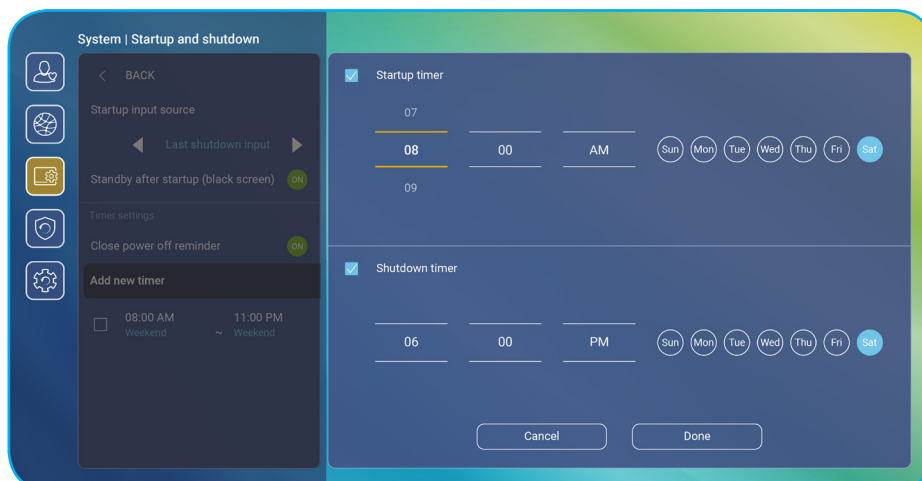 System | Startup and shutdown
BACK
Startup input source
Last shutdown input
Standby after startup (black screen) ON
Timer settings
Close power off reminder ON
Add new timer
08:00 AM ~ 11:00 PM
Weekend Weekend
Startup timer
07
08 00 AM Sun Mon Tue Wed Thu Fri Sat
09
Shutdown timer
06 00 PM Sun Mon Tue Wed Thu Fri Sat
Cancel Done